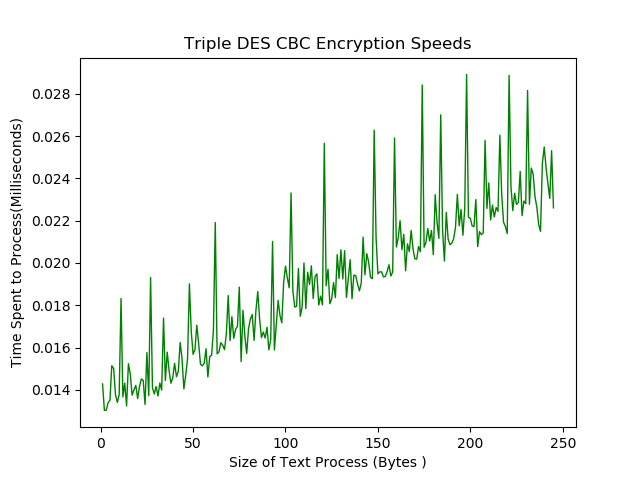 Triple DES CBC Encryption Speeds
Time Spent to Process(Milliseconds)
0.028
0.026
0.024
0.022
0.020
0.018
0.016
0.014
0 50 100 150 200 250
Size of Text Process (Bytes )